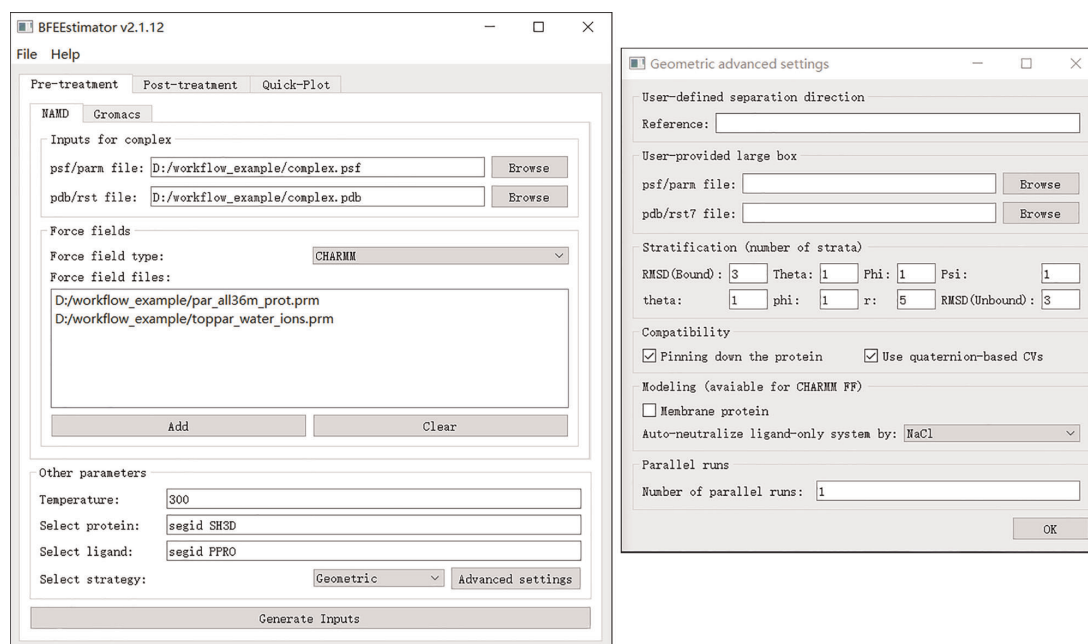 BFEEstimator v2.1.12
File Help
Pre-treatment Post-treatment Quick-Plot
NAMD Gromacs
Inputs for complex
psf/parm file: D:/workflow_example/complex.psf Browse
pdb/rst file: D:/workflow_example/complex.pdb Browse
Force fields
Force field type: CHARMM
Force field files:
D:/workflow_example/par_all36m_prot.prm
D:/workflow_example/toppar_water_ions.prm
Add Clear
Other parameters
Temperature: 300
Select protein: segid SH3D
Select ligand: segid PPRO
Select strategy: Geometric Advanced settings
Generate Inputs
Geometric advanced settings
User-defined separation direction
Reference:
User-provided large box
psf/parm file: Browse
pdb/rst7 file: Browse
Stratification (number of strata)
RMSD(Bound): 3 Theta: 1 Phi: 1 Psi: 1
theta: 1 phi: 1 r: 5 RMSD(Unbound): 3
Compatibility
Pinning down the protein Use quaternion-based CVs
Modeling (avaiable for CHARMM FF)
Membrane protein
Auto-neutralize ligand-only system by: NaCl
Parallel runs
Number of parallel runs: 1
OK